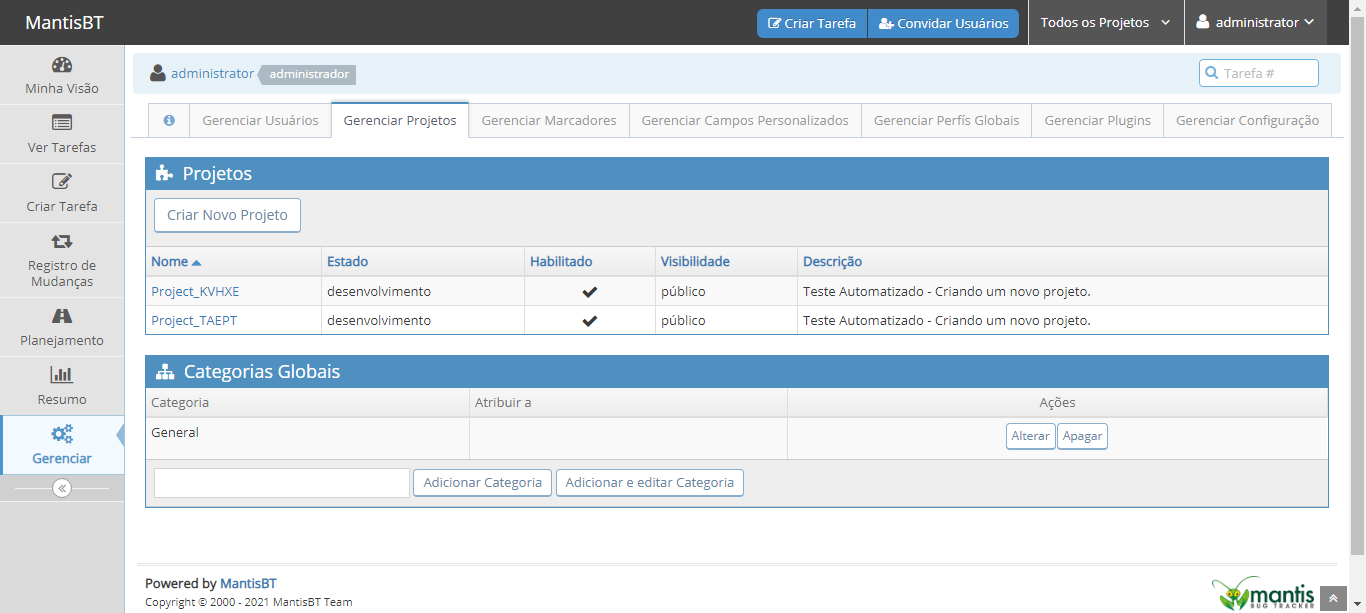 MantisBT
Criar Tarefa
Convidar Usuários
Todos os Projetos
administrator
Minha Visão
Ver Tarefas
Criar Tarefa
Registro de
Mudanças
Planejamento
Resumo
Gerenciar
administrator administrador
Tarefa #
Gerenciar Usuários
Gerenciar Projetos
Gerenciar Marcadores
Gerenciar Campos Personalizados
Gerenciar Perfís Globais
Gerenciar Plugins
Gerenciar Configuração
Projetos
Criar Novo Projeto
Nome Estado Habilitado Visibilidade Descrição
Project_KVHXE desenvolvimento público Teste Automatizado - Criando um novo projeto.
Project_TAEPT desenvolvimento público Teste Automatizado - Criando um novo projeto.
Categorias Globais
Categoria Atribuir a Ações
General Alterar Apagar
Adicionar Categoria Adicionar e editar Categoria
Powered by MantisBT
Copyright © 2000 - 2021 MantisBT Team
mantis
BUG TRACKER